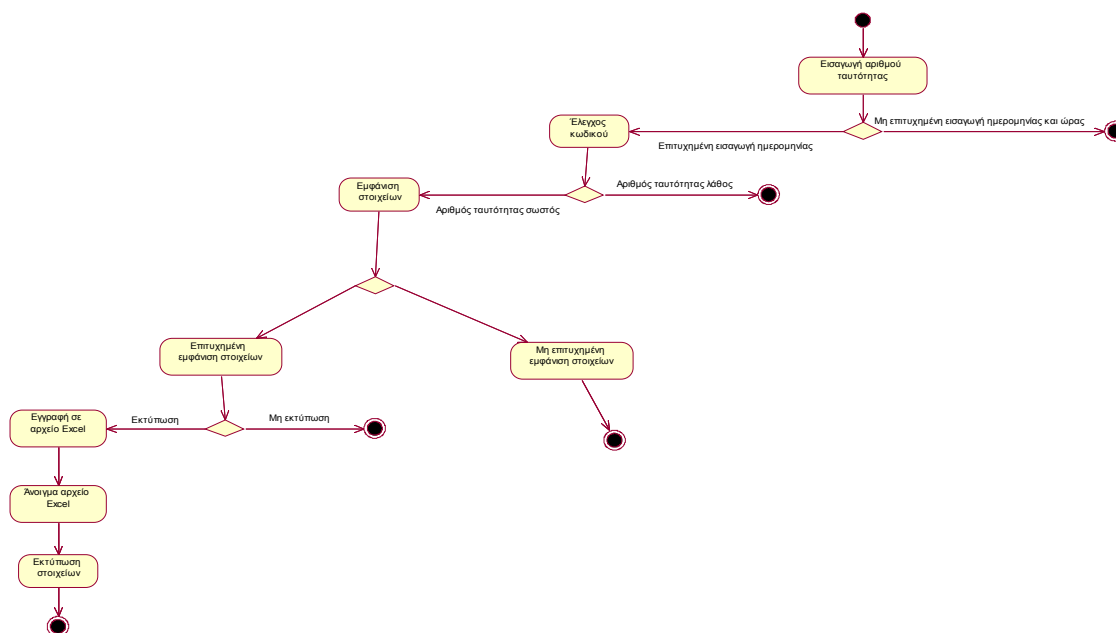 Εισαγωγή αριθμού
ταυτότητας
Μη επιτυχημένη εισαγωγή ημερομηνίας και ώρας
Έλεγχος
κωδικού
Επιτυχημένη εισαγωγή ημερομηνίας
Εμφάνιση
στοιχείων
Αριθμός ταυτότητας λάθος
Αριθμός ταυτότητας σωστός
Επιτυχημένη
εμφάνιση στοιχείων
Μη επιτυχημένη
εμφάνιση στοιχείων
Εγγραφή σε
αρχείο Excel
Εκτύπωση
Μη εκτύπωση
Άνοιγμα αρχείο
Excel
Εκτύπωση
στοιχείων